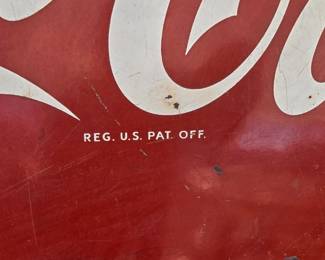 REG. U.S. PAT. OFF.